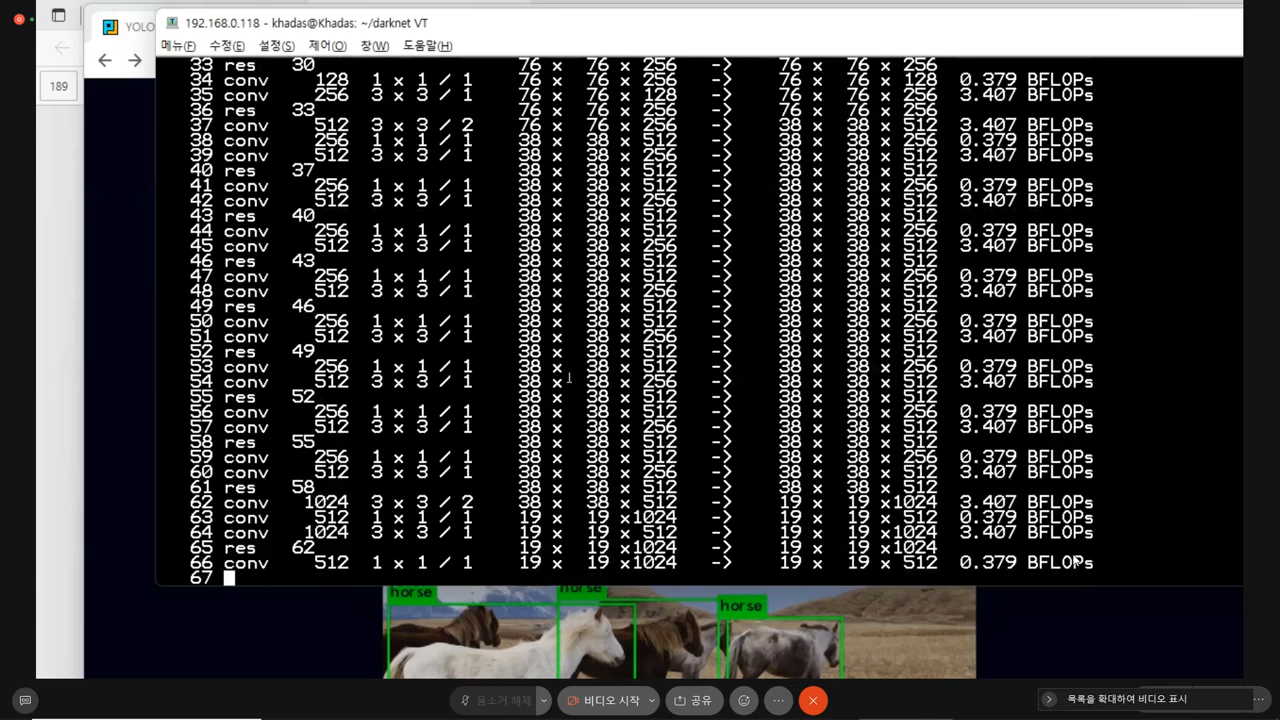 YOLO
192.168.0.118 - khadas@Khadas: ~/darknet VT
메뉴(F) 수정(E) 설정(S) 제어(O) 창(W) 도움말(H)
189
33 res 30 76 x 76 x 256 -> 76 x 76 x 256
34 conv 128 1 x 1 / 1 76 x 76 x 256 -> 76 x 76 x 128 0.379 BFLOPs
35 conv 256 3 x 3 / 1 76 x 76 x 128 -> 76 x 76 x 256 3.407 BFLOPs
36 res 33 76 x 76 x 256 -> 76 x 76 x 256
37 conv 512 3 x 3 / 2 76 x 76 x 256 -> 38 x 38 x 512 3.407 BFLOPs
38 conv 256 1 x 1 / 1 38 x 38 x 512 -> 38 x 38 x 256 0.379 BFLOPs
39 conv 512 3 x 3 / 1 38 x 38 x 256 -> 38 x 38 x 512 3.407 BFLOPs
40 res 37 38 x 38 x 512 -> 38 x 38 x 512
41 conv 256 1 x 1 / 1 38 x 38 x 512 -> 38 x 38 x 256 0.379 BFLOPs
42 conv 512 3 x 3 / 1 38 x 38 x 256 -> 38 x 38 x 512 3.407 BFLOPs
43 res 40 38 x 38 x 512 -> 38 x 38 x 512
44 conv 256 1 x 1 / 1 38 x 38 x 512 -> 38 x 38 x 256 0.379 BFLOPs
45 conv 512 3 x 3 / 1 38 x 38 x 256 -> 38 x 38 x 512 3.407 BFLOPs
46 res 43 38 x 38 x 512 -> 38 x 38 x 512
47 conv 256 1 x 1 / 1 38 x 38 x 512 -> 38 x 38 x 256 0.379 BFLOPs
48 conv 512 3 x 3 / 1 38 x 38 x 256 -> 38 x 38 x 512 3.407 BFLOPs
49 res 46 38 x 38 x 512 -> 38 x 38 x 512
50 conv 256 1 x 1 / 1 38 x 38 x 512 -> 38 x 38 x 256 0.379 BFLOPs
51 conv 512 3 x 3 / 1 38 x 38 x 256 -> 38 x 38 x 512 3.407 BFLOPs
52 res 49 38 x 38 x 512 -> 38 x 38 x 512
53 conv 256 1 x 1 / 1 38 x 38 x 512 -> 38 x 38 x 256 0.379 BFLOPs
54 conv 512 3 x 3 / 1 38 x 38 x 256 -> 38 x 38 x 512 3.407 BFLOPs
55 res 52 38 x 38 x 512 -> 38 x 38 x 512
56 conv 256 1 x 1 / 1 38 x 38 x 512 -> 38 x 38 x 256 0.379 BFLOPs
57 conv 512 3 x 3 / 1 38 x 38 x 256 -> 38 x 38 x 512 3.407 BFLOPs
58 res 55 38 x 38 x 512 -> 38 x 38 x 512
59 conv 256 1 x 1 / 1 38 x 38 x 512 -> 38 x 38 x 256 0.379 BFLOPs
60 conv 512 3 x 3 / 1 38 x 38 x 256 -> 38 x 38 x 512 3.407 BFLOPs
61 res 58 38 x 38 x 512 -> 38 x 38 x 512
62 conv 1024 3 x 3 / 2 38 x 38 x 512 -> 19 x 19 x1024 3.407 BFLOPs
63 conv 512 1 x 1 / 1 19 x 19 x1024 -> 19 x 19 x 512 0.379 BFLOPs
64 conv 1024 3 x 3 / 1 19 x 19 x 512 -> 19 x 19 x1024 3.407 BFLOPs
65 res 62 19 x 19 x1024 -> 19 x 19 x1024
66 conv 512 1 x 1 / 1 19 x 19 x1024 -> 19 x 19 x 512 0.379 BFLOPs
67
horse horse horse
음소거 해제 비디오 시작 공유 목록을 확대하여 비디오 표시